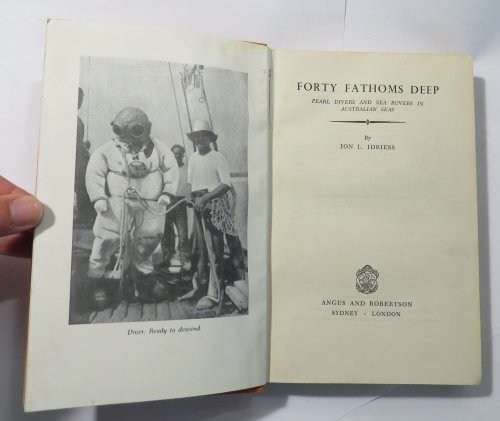 Diver. Ready to descend.
FORTY FATHOMS DEEP
PEARL DIVERS AND SEA ROVERS IN
AUSTRALIAN SEAS
By
ION L. IDRIESS
ANGUS AND ROBERTSON
SYDNEY - LONDON